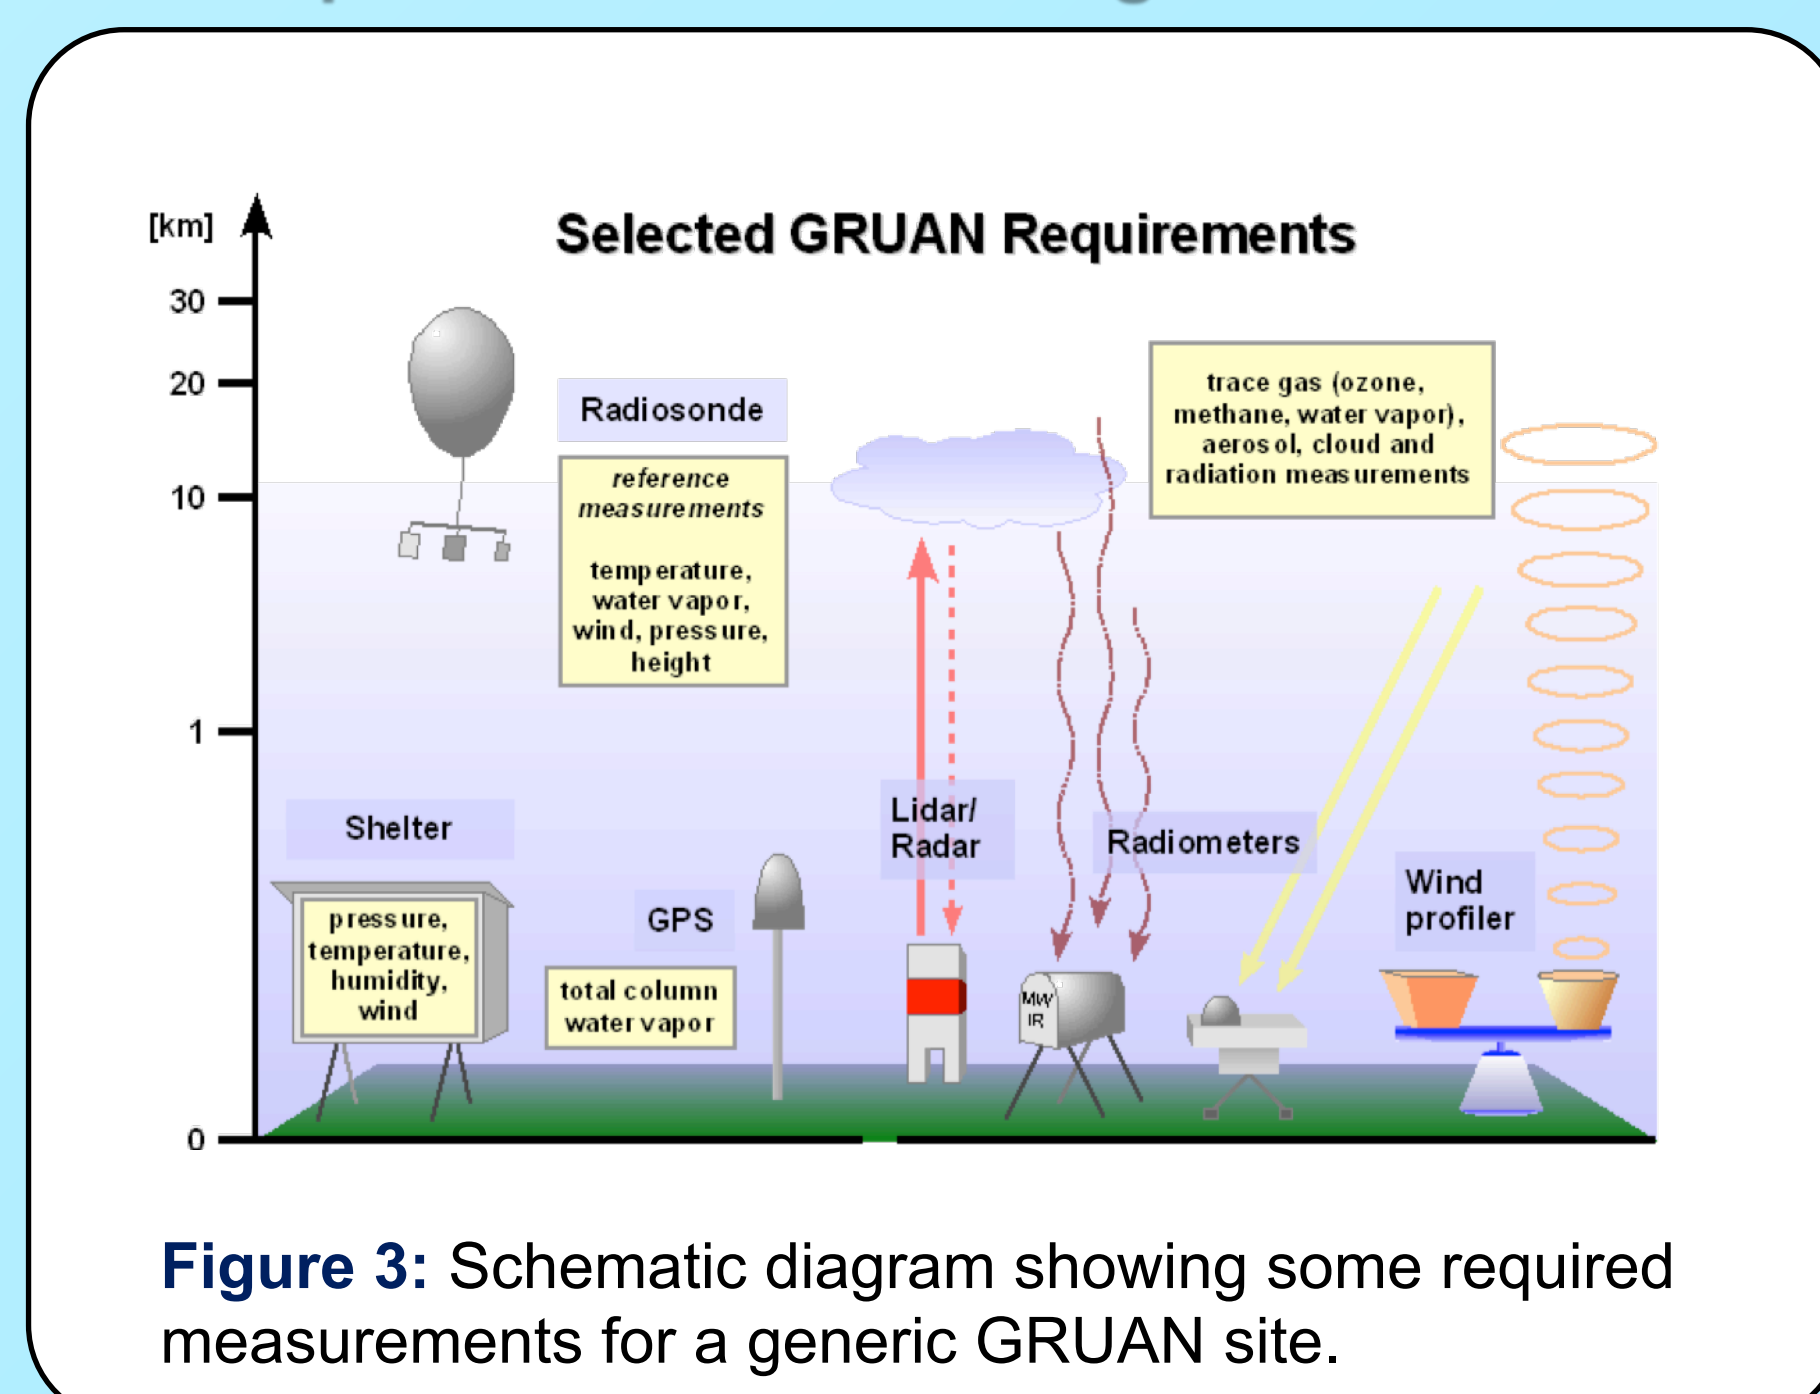 Selected GRUAN Requirements
[km]
30
20
10
1
0
Radiosonde
reference
measurements
temperature,
water vapor,
wind, pressure,
height
trace gas (ozone,
methane, water vapor),
aerosol, cloud and
radiation measurements
Shelter
pressure,
temperature,
humidity,
wind
GPS
total column
water vapor
Lidar/
Radar
Radiometers
MW
IR
Wind
profiler
Figure 3: Schematic diagram showing some required
measurements for a generic GRUAN site.